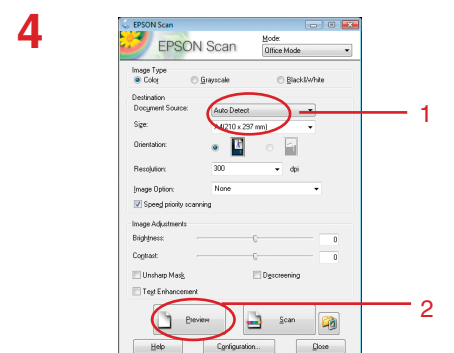 4
EPSON Scan
EPSON Scan
Mode:
Office Mode
Image Type
Color Grayscale Black&White
Destination
Document Source: Auto Detect
1
Size: A4(210 x 297 mm)
Orientation:
Resolution: 300 dpi
Image Option: None
Speed priority scanning
Image Adjustments
Brightness: 0
Contrast: 0
Unsharp Mask Descreening
Text Enhancement
2
Preview Scan
Help Configuration... Close